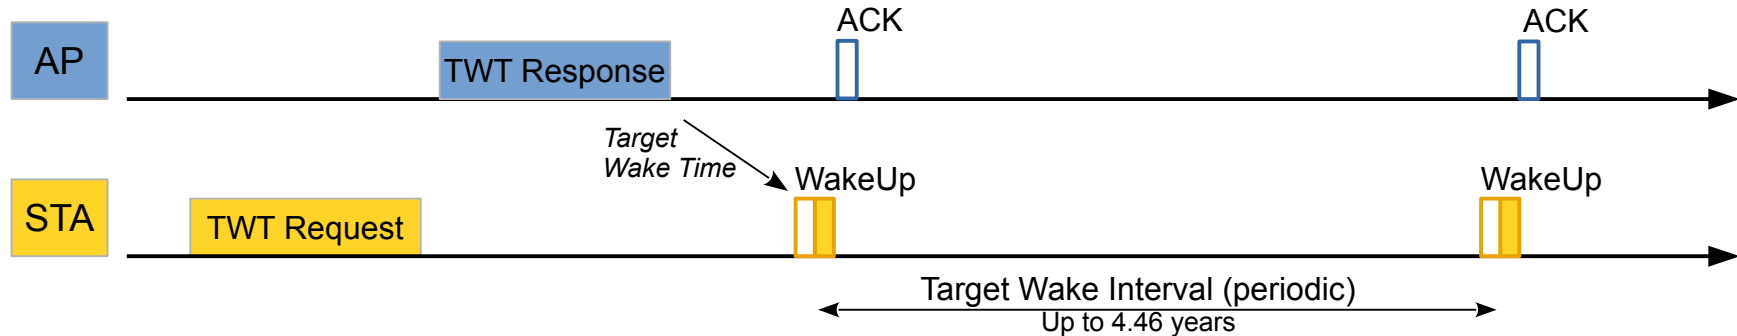 ACK
ACK
AP
TWT Response
Target
Wake Time
WakeUp
WakeUp
STA
TWT Request
Target Wake Interval (periodic)
Up to 4.46 years